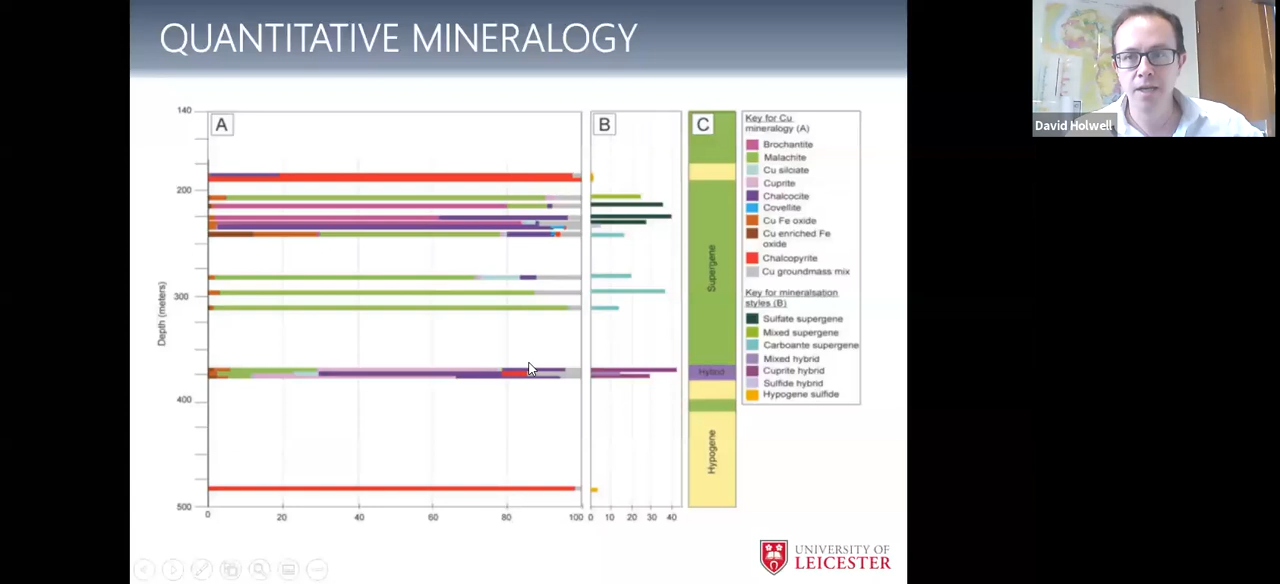 QUANTITATIVE MINERALOGY
David Holwell
140
200
300
400
500
Depth (meters)
A
0
20
40
60
80
100
B
0
10
20
30
40
C
Supergene
Hybrid
Hypogene
Key for Cu
mineralogy (A)
Brochantite
Malachite
Cu silciate
Cuprite
Chalcocite
Covellite
Cu Fe oxide
Cu enriched Fe
oxide
Chalcopyrite
Cu groundmass mix
Key for mineralisation
styles (B)
Sulfate supergene
Mixed supergene
Carboante supergene
Mixed hybrid
Cuprite hybrid
Sulfide hybrid
Hypogene sulfide
UNIVERSITY OF
LEICESTER